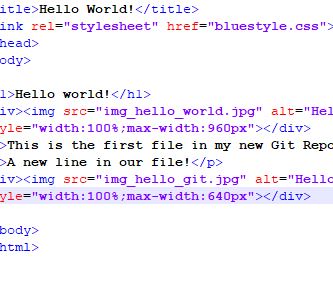 itle>Hello World!</title>
ink rel="stylesheet" href="bluestyle.css">
head>
ody>
l>Hello world!</h1>
iv><img src="img_hello_world.jpg" alt="Hel
yle="width:100%;max-width:960px"></div>
>This is the first file in my new Git Repo
>A new line in our file!</p>
iv><img src="img_hello_git.jpg" alt="Hello
yle="width:100%;max-width:640px"></div>
body>
html>